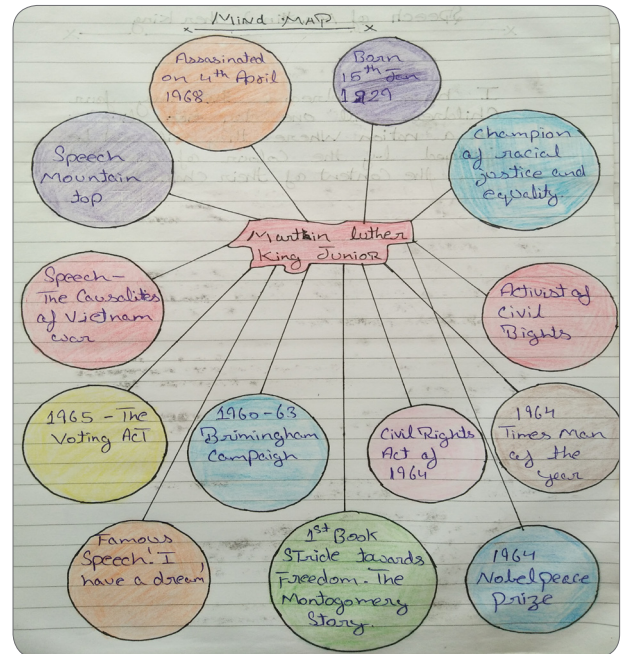 MIND MAP
Assasinated
on 4th April
1968.
Born
15th Jan
1929
Speech
Mountain
top
Champion
of racial
justice and
equality.
Martin luther
King Junior
Speech-
The Causalites
of Vietnam
war
Activist of
Civil
Rights
1965 - The
Voting Act
1960-63
Birimingham
Campaign
Civil Rights
Act of
1964
1964
Times Man
of the
year
Famous
Speech! I
have a dream
1st Book
Stride towards
Freedom. The
Montogomery
Story.
1964
Nobel peace
prize